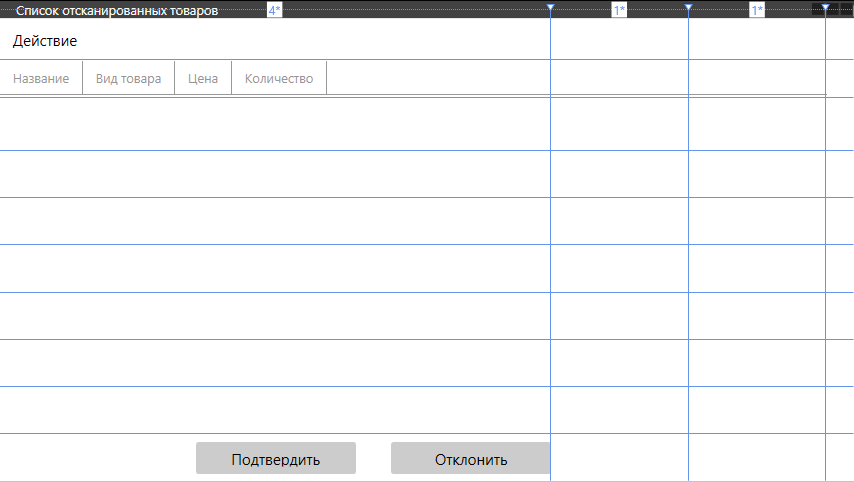 Список отсканированных товаров 4* 1* 1*
Действие
Название Вид товара Цена Количество
Подтвердить Отклонить